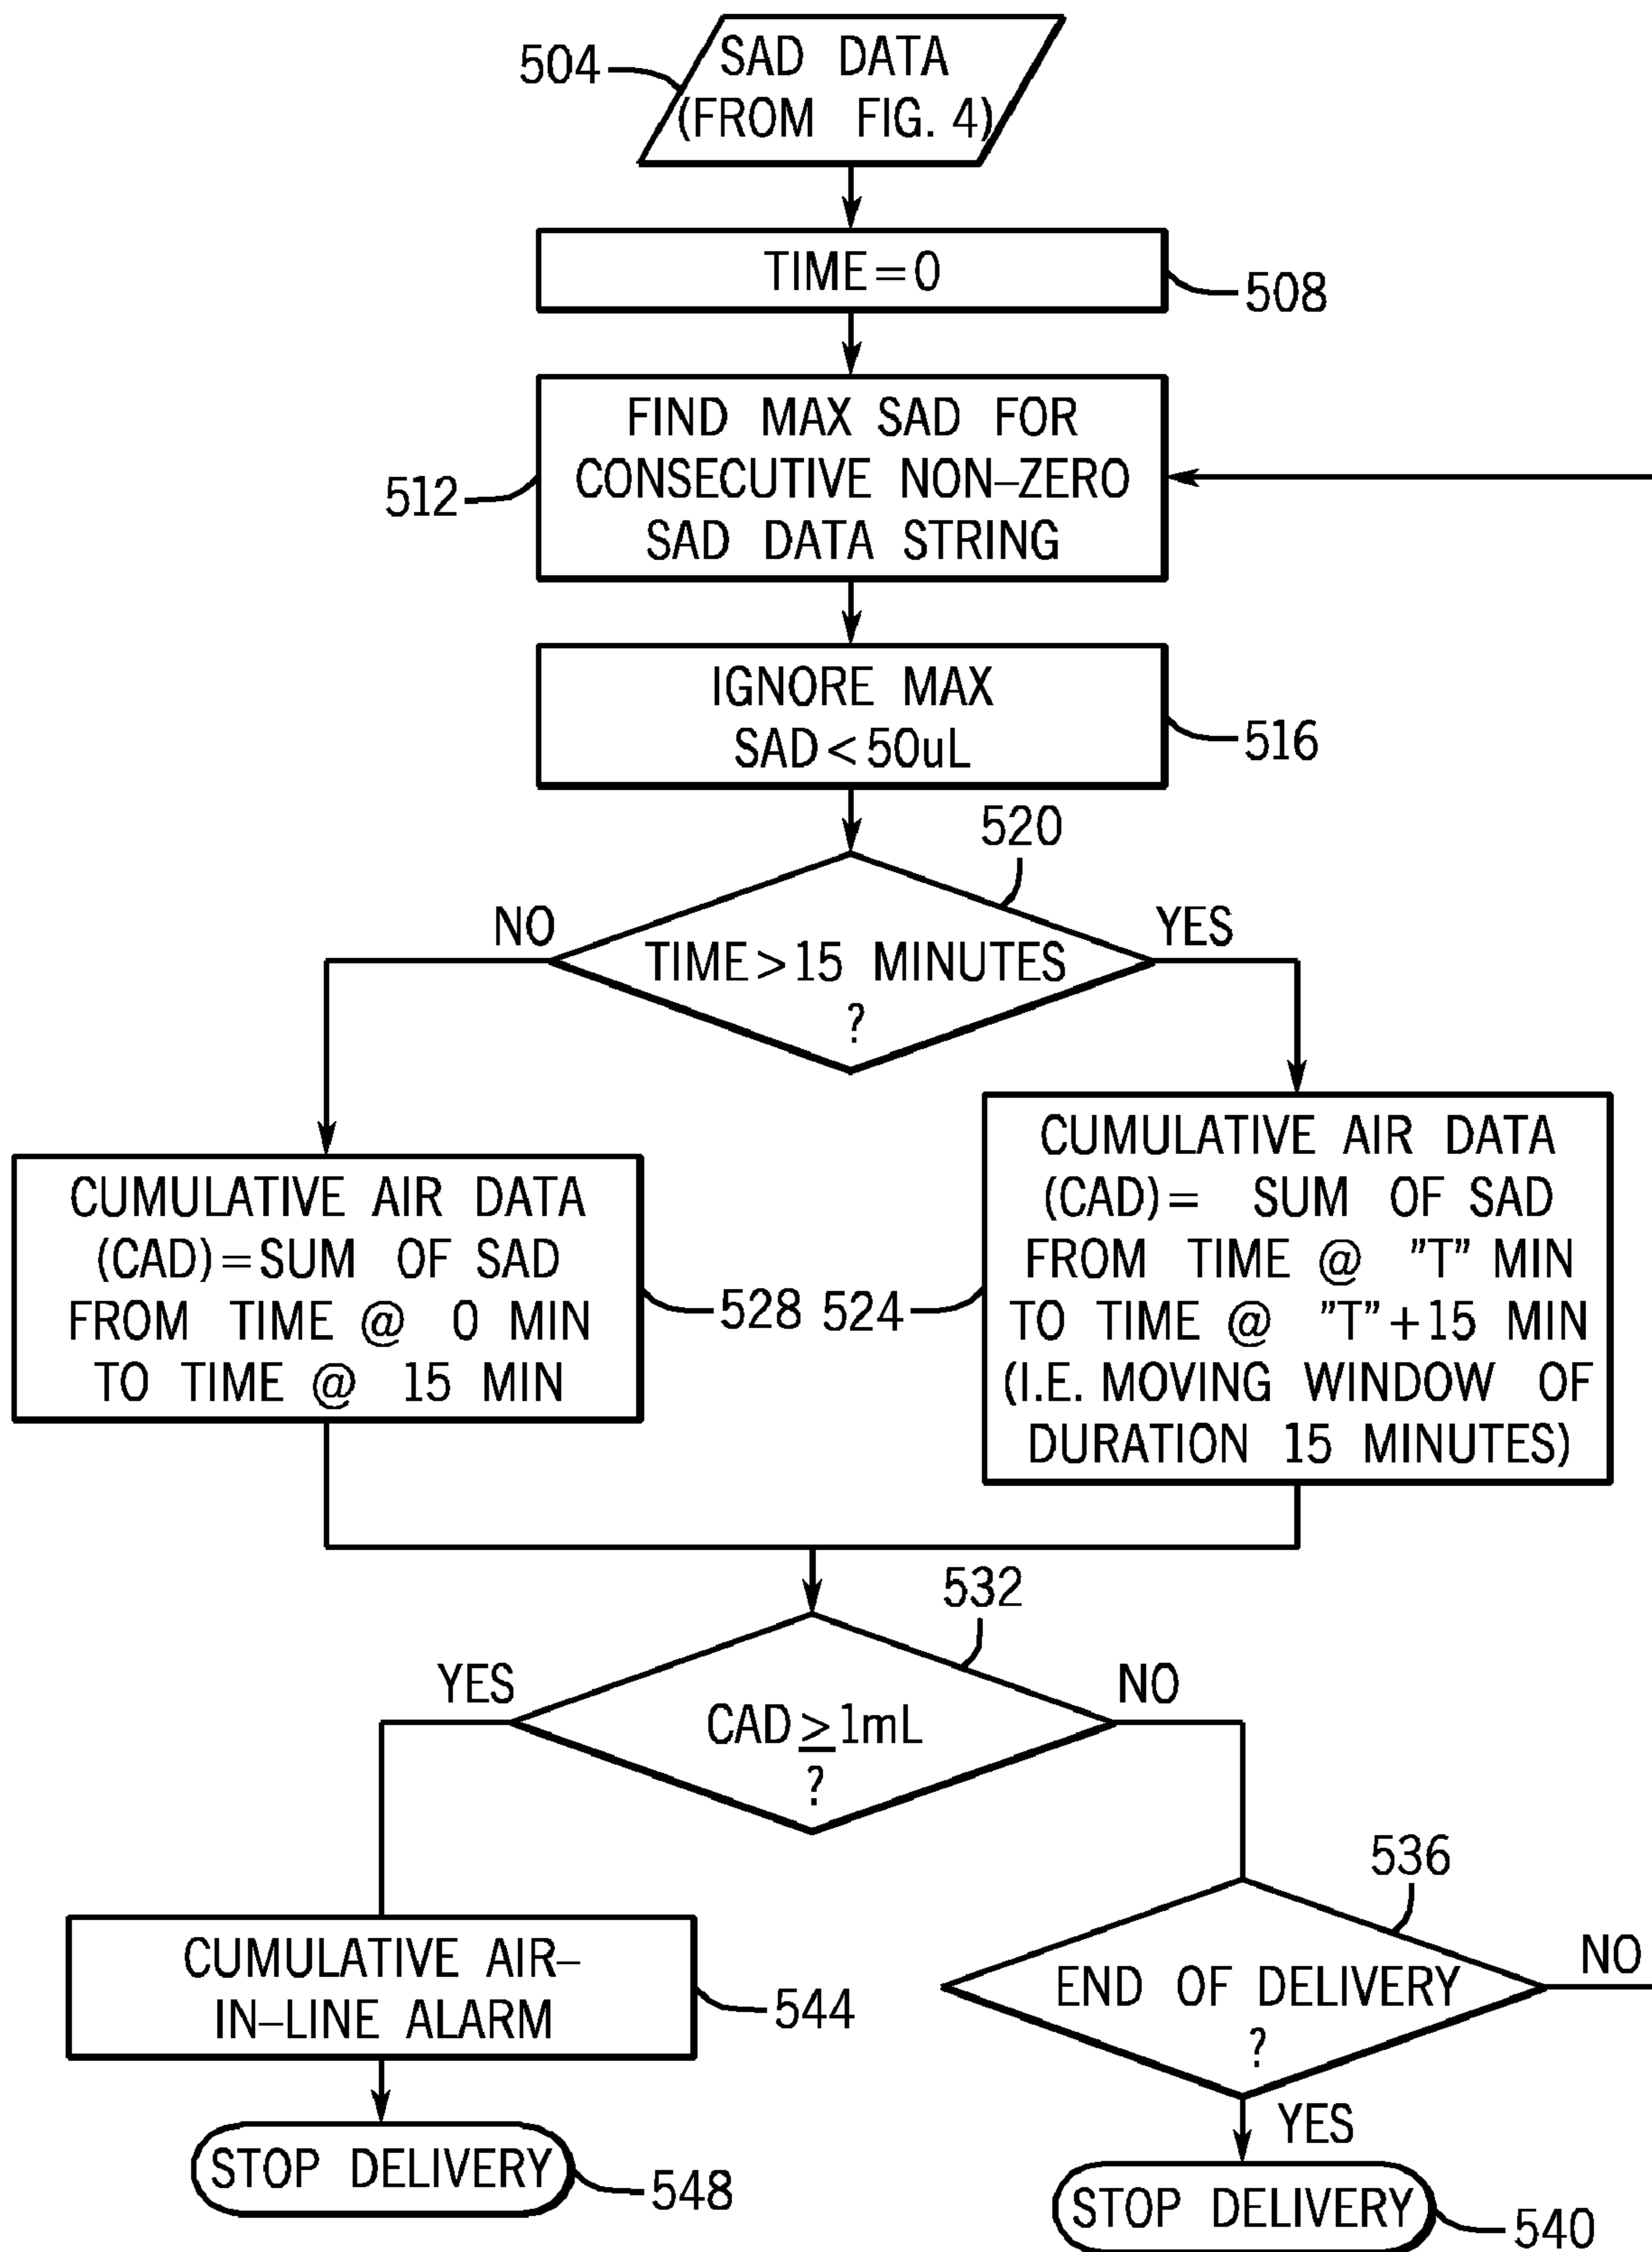 504
SAD DATA
(FROM FIG. 4)
TIME=0
508
512
FIND MAX SAD FOR
CONSECUTIVE NON–ZERO
SAD DATA STRING
IGNORE MAX
SAD<50uL
516
520
NO
YES
TIME>15 MINUTES
?
CUMULATIVE AIR DATA
(CAD)=SUM OF SAD
FROM TIME @ 0 MIN
TO TIME @ 15 MIN
528
524
CUMULATIVE AIR DATA
(CAD)= SUM OF SAD
FROM TIME @ ”T” MIN
TO TIME @ ”T”+15 MIN
(I.E. MOVING WINDOW OF
DURATION 15 MINUTES)
532
YES
NO
CAD≥1mL
?
536
NO
END OF DELIVERY
?
YES
CUMULATIVE AIR–
IN–LINE ALARM
544
STOP DELIVERY
548
STOP DELIVERY
540